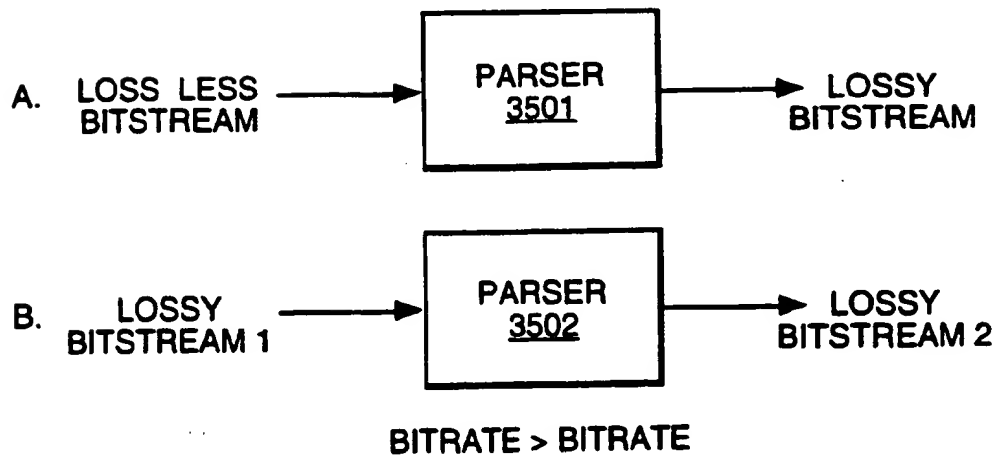 A. LOSS LESS BITSTREAM
PARSER
3501
LOSSY BITSTREAM
B. LOSSY BITSTREAM 1
PARSER
3502
LOSSY BITSTREAM 2
BITRATE > BITRATE